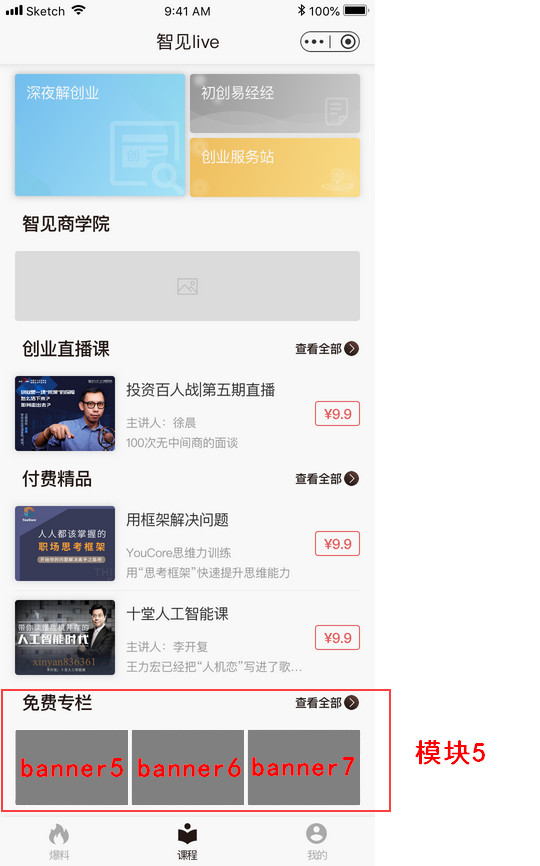 Sketch 9:41 AM 100%
智见live
深夜解创业
初创易经经
创业服务站
创
智见商学院
创业直播课 查看全部
投资百人战|第五期直播
主讲人：徐晨
100次无中间商的面谈
¥9.9
付费精品 查看全部
YouCore
人人都该掌握的
职场思考框架
用框架解决问题
YouCore思维力训练
用“思考框架”快速提升思维能力
¥9.9
人工智能时代
xinyan836361
十堂人工智能课
主讲人：李开复
王力宏已经把“人机恋”写进了歌...
¥9.9
免费专栏 查看全部
banner5 banner6 banner7
模块5
爆料 课程 我的